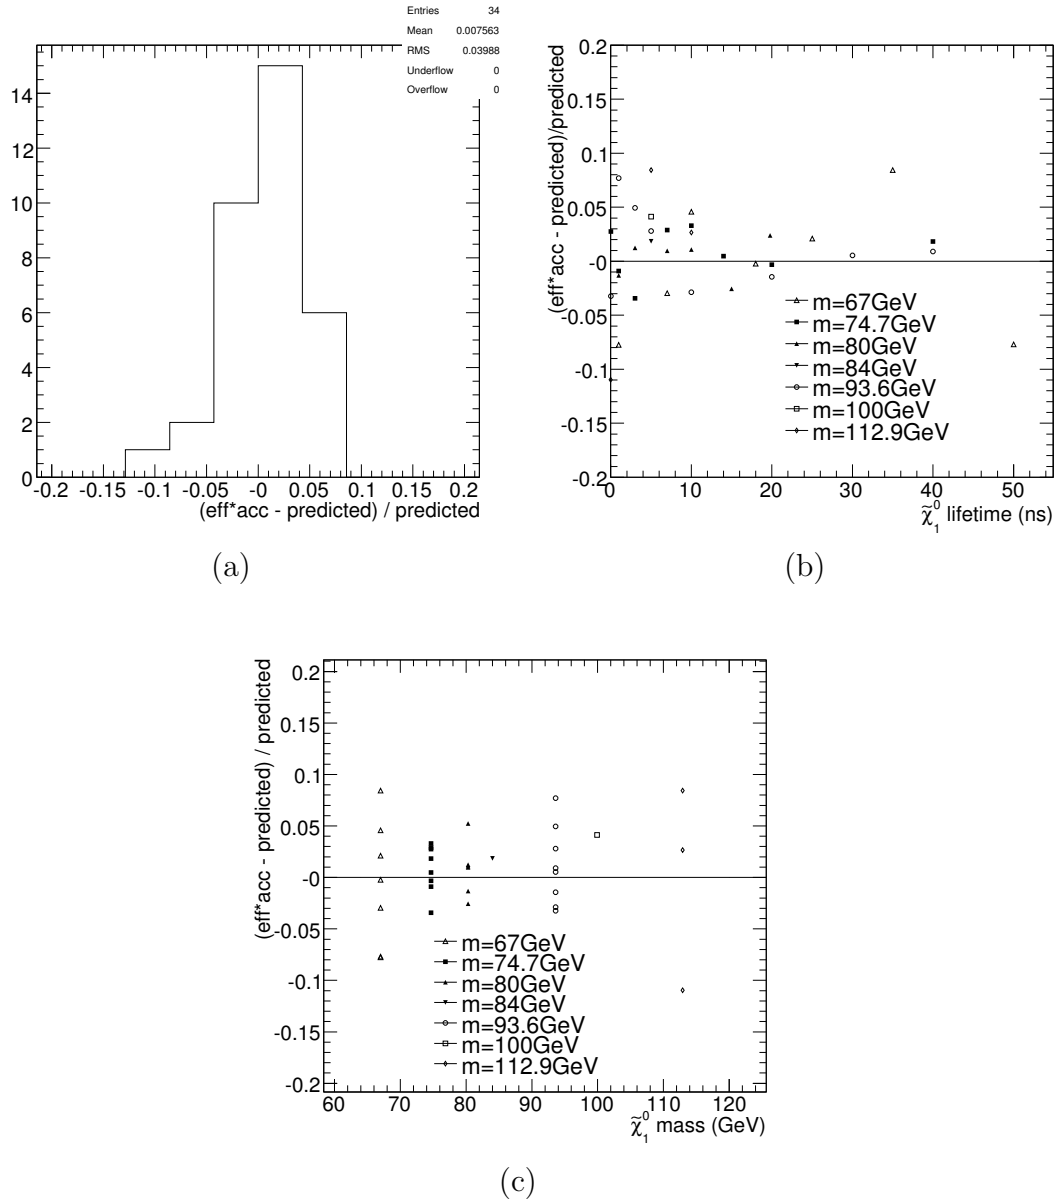 Entries 34
Mean 0.007563
RMS 0.03988
Underflow 0
Overflow 0
14
12
10
8
6
4
2
0
-0.2 -0.15 -0.1 -0.05 -0 0.05 0.1 0.15 0.2
(eff*acc - predicted) / predicted
(a)
(eff*acc - predicted)/predicted
0.2
0.15
0.1
0.05
-0
-0.05
-0.1
-0.15
-0.2
m=67GeV
m=74.7GeV
m=80GeV
m=84GeV
m=93.6GeV
m=100GeV
m=112.9GeV
0 10 20 30 40 50
χ̃₁⁰ lifetime (ns)
(b)
(eff*acc - predicted) / predicted
0.2
0.15
0.1
0.05
-0
-0.05
-0.1
-0.15
-0.2
m=67GeV
m=74.7GeV
m=80GeV
m=84GeV
m=93.6GeV
m=100GeV
m=112.9GeV
60 70 80 90 100 110 120
χ̃₁⁰ mass (GeV)
(c)